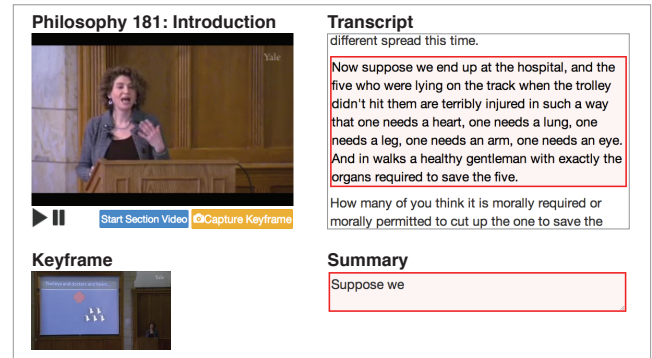 Philosophy 181: Introduction
Yale
Start Section Video
Capture Keyframe
Transcript
different spread this time.
Now suppose we end up at the hospital, and the
five who were lying on the track when the trolley
didn't hit them are terribly injured in such a way
that one needs a heart, one needs a lung, one
needs a leg, one needs an arm, one needs an eye.
And in walks a healthy gentleman with exactly the
organs required to save the five.
How many of you think it is morally required or
morally permitted to cut up the one to save the
Keyframe
Yale
Summary
Suppose we